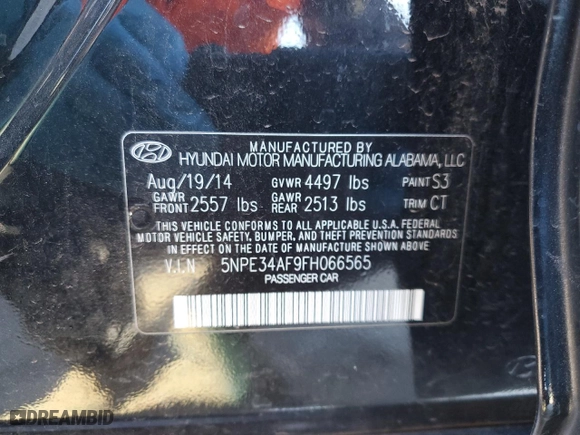 MANUFACTURED BY
HYUNDAI MOTOR MANUFACTURING ALABAMA, LLC
Aug/19/14 GVWR 4497 lbs PAINT S3
GAWR FRONT 2557 lbs GAWR REAR 2513 lbs TRIM CT
THIS VEHICLE CONFORMS TO ALL APPLICABLE U.S.A. FEDERAL
MOTOR VEHICLE SAFETY, BUMPER, AND THEFT PREVENTION STANDARDS
IN EFFECT ON THE DATE OF MANUFACTURE SHOWN ABOVE.
V.I.N 5NPE34AF9FH066565
PASSENGER CAR
DREAMBID